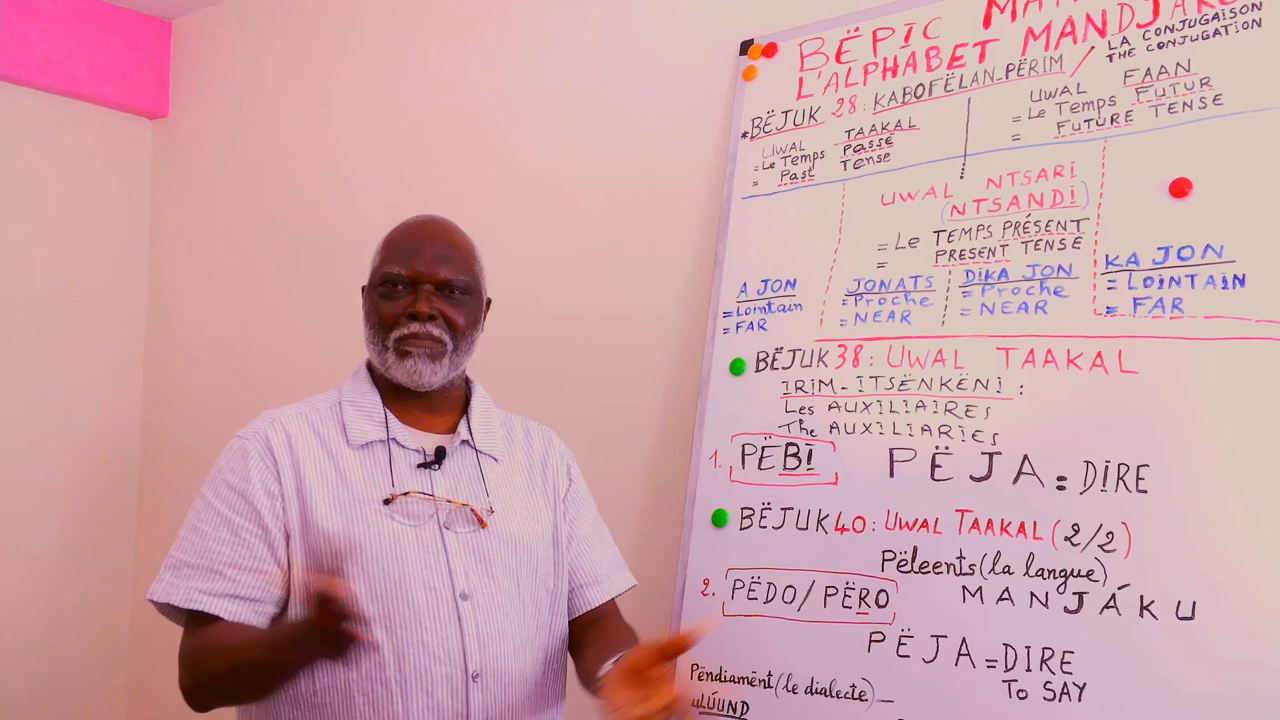 BËPIC
L'ALPHABET MANDJAKU
LA CONJUGAISON
THE CONJUGATION
*BËJUK 28: KABOFËLAN-PËRIM
UWAL TAAKAL
=Le Temps Passé
= Past Tense
UWAL FAAN
= Le Temps FUTUR
= FUTURE TENSE
UWAL NTSARI
(NTSANDI)
= Le TEMPS PRÉSENT
= PRESENT TENSE
A JON
=Lointain
=FAR
JONATS
=Proche
=NEAR
DIKA JON
=Proche
=NEAR
KA JON
=LOINTAIN
=FAR
BËJUK 38: UWAL TAAKAL
IRIM-ITSËNKËNI :
Les AUXILIAIRES
The AUXILIARIES
1. PËBI PËJA = DIRE
BËJUK 40: UWAL TAAKAL (2/2)
Pëleents (la langue)
MANJÁKU
2. PËDO/PËRO
PËJA = DIRE
TO SAY
Pëndiamënt (le dialecte)—
uLÚUND